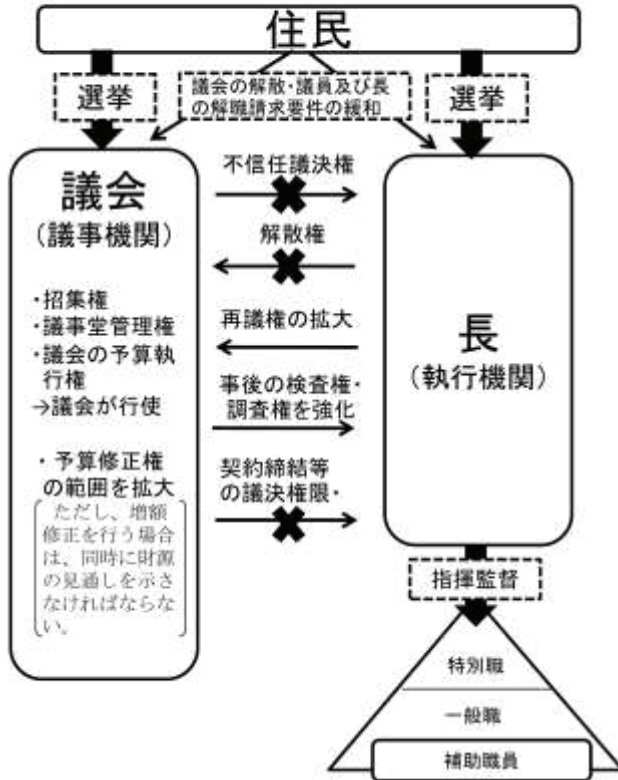 住民
選挙
議会の解散・議員及び長
の解職請求要件の緩和
選挙
議会
（議事機関）
・招集権
・議事堂管理権
・議会の予算執
行権
→議会が行使
・予算修正権
の範囲を拡大
ただし、増額
修正を行う場合
は、同時に財源
の見通しを示さ
なければならな
い。
不信任議決権
解散権
再議権の拡大
事後の検査権・
調査権を強化
契約締結等
の議決権限・
長
（執行機関）
指揮監督
特別職
一般職
補助職員